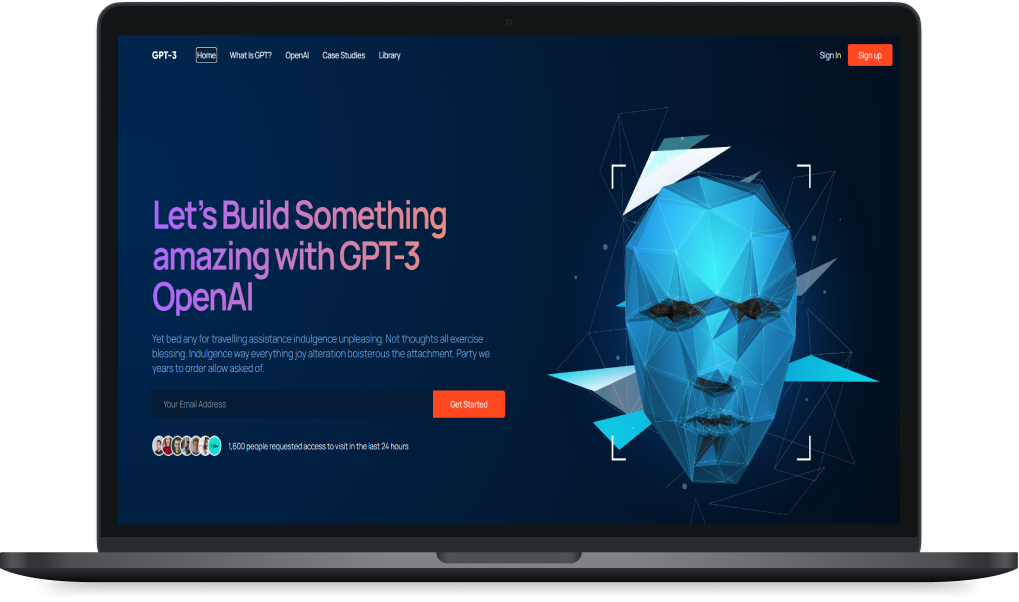 GPT-3 Home What Is GPT? OpenAI Case Studies Library Sign In Sign up
Let's Build Something
amazing with GPT-3
OpenAI
Yet bed any for travelling assistance indulgence unpleasing. Not thoughts all exercise
blessing. Indulgence way everything joy alteration boisterous the attachment. Party we
years to order allow asked of.
Your Email Address Get Started
1,600 people requested access to visit in the last 24 hours